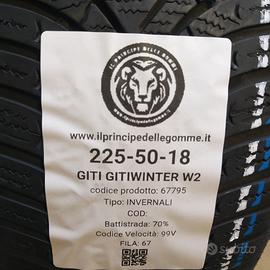 IL PRINCIPE DELLE GOMME
www.ilprincipedellegomme.it
225-50-18
GITI GITIWINTER W2
codice prodotto: 67795
Tipo: INVERNALI
COD:
Battistrada: 70%
Codice Velocità: 99V
FILA: 67
subito